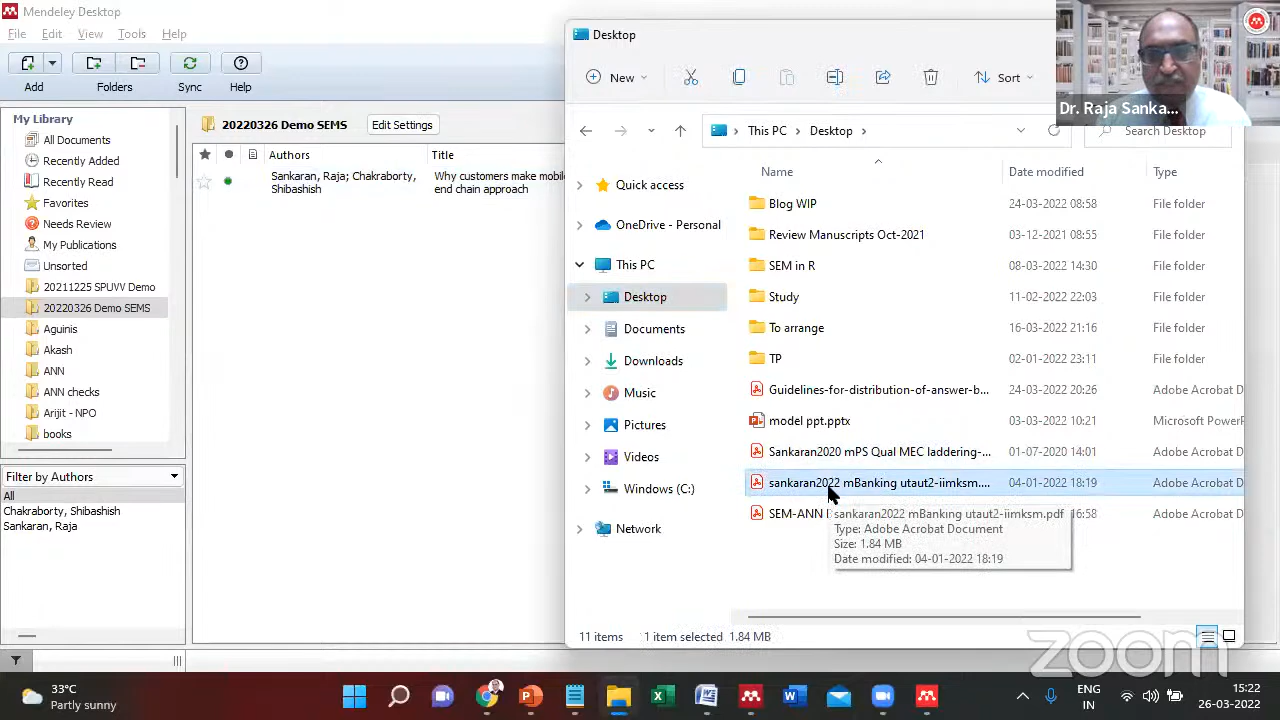 Mendeley Desktop
File Edit View Tools Help
Add Folders Sync Help
My Library
All Documents
Recently Added
Recently Read
Favorites
Needs Review
My Publications
Unsorted
20211225 SPUVV Demo
20220326 Demo SEMS
Aguinis
Akash
ANN
ANN checks
Arijit - NPO
books
Filter by Authors
All
Chakraborty, Shibashish
Sankaran, Raja
20220326 Demo SEMS Edit Settings
Authors Title
Sankaran, Raja; Chakraborty, Why customers make mobile
Shibashish end chain approach
Desktop
New Sort
This PC Desktop Search Desktop
Quick access
OneDrive - Personal
This PC
Desktop
Documents
Downloads
Music
Pictures
Videos
Windows (C:)
Network
Name Date modified Type
Blog WIP 24-03-2022 08:58 File folder
Review Manuscripts Oct-2021 03-12-2021 08:55 File folder
SEM in R 08-03-2022 14:30 File folder
Study 11-02-2022 22:03 File folder
To arrange 16-03-2022 21:16 File folder
TP 02-01-2022 23:11 File folder
Guidelines-for-distribution-of-answer-b... 24-03-2022 20:26 Adobe Acrobat D
model ppt.pptx 03-03-2022 10:21 Microsoft PowerP
Sankaran2020 mPS Qual MEC laddering-... 01-07-2020 14:01 Adobe Acrobat D
sankaran2022 mBanking utaut2-iimksm.... 04-01-2022 18:19 Adobe Acrobat D
SEM-ANN 16:58 Adobe Acrobat D
sankaran2022 mBanking utaut2-iimksm.pdf
Type: Adobe Acrobat Document
Size: 1.84 MB
Date modified: 04-01-2022 18:19
11 items 1 item selected 1.84 MB
Dr. Raja Sanka...
zoom
33°C
Partly sunny
ENG
IN
15:22
26-03-2022